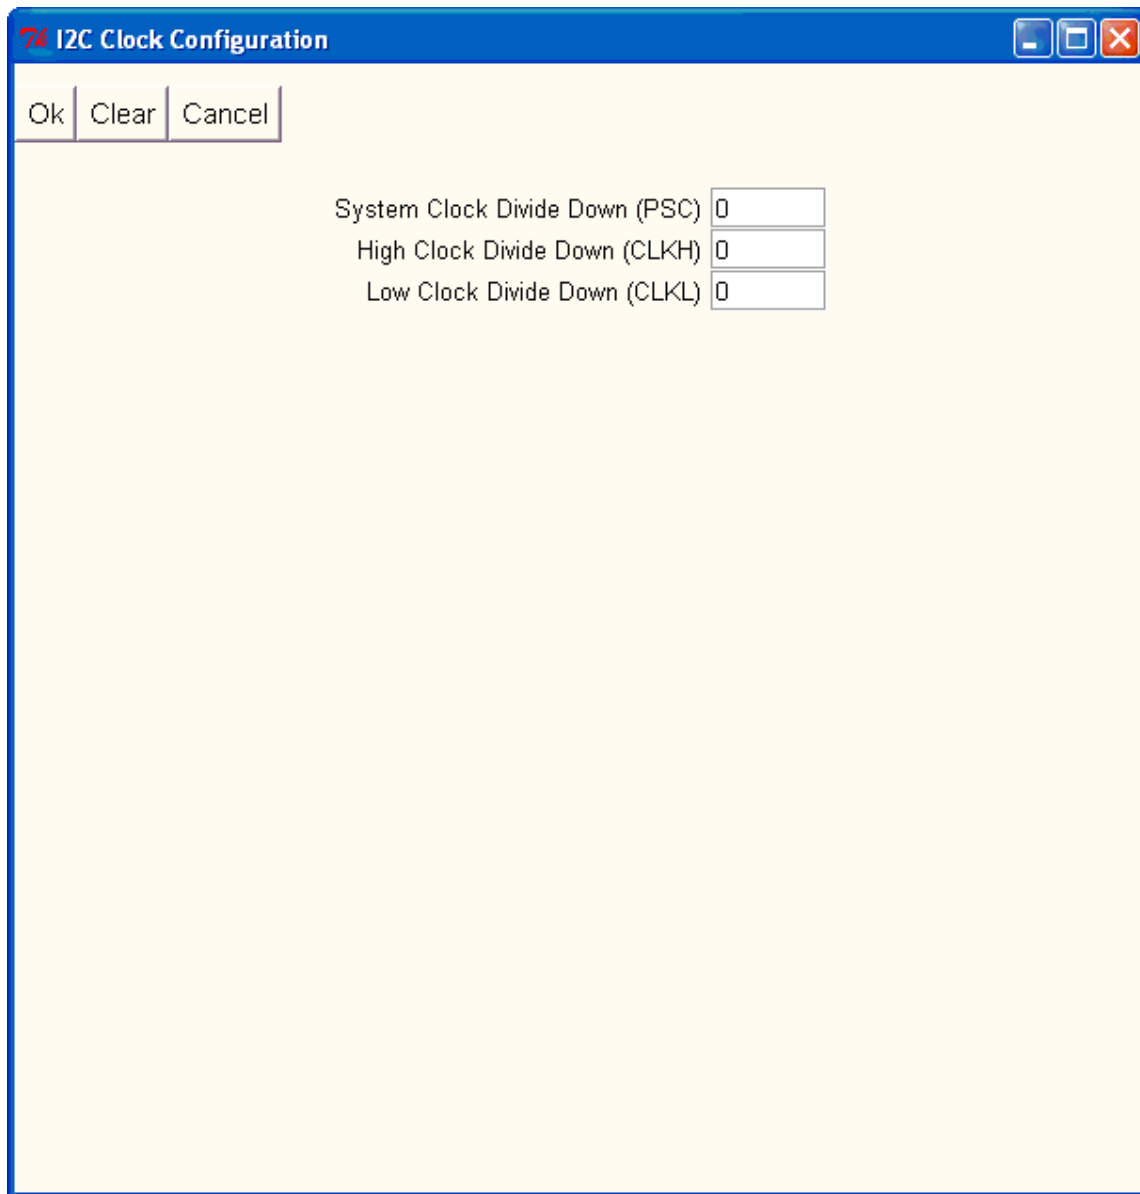 I2C Clock Configuration
Ok Clear Cancel
System Clock Divide Down (PSC) 0
High Clock Divide Down (CLKH) 0
Low Clock Divide Down (CLKL) 0